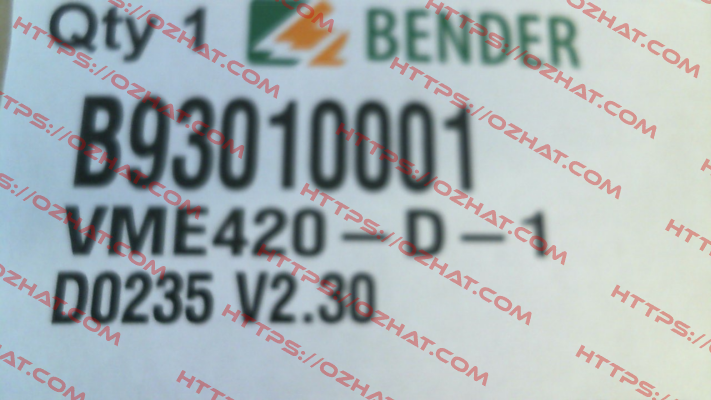 Qty 1 BENDER
B93010001
VME420-D-1
D0235 V2.30
HTTPS://OZHAT.COM